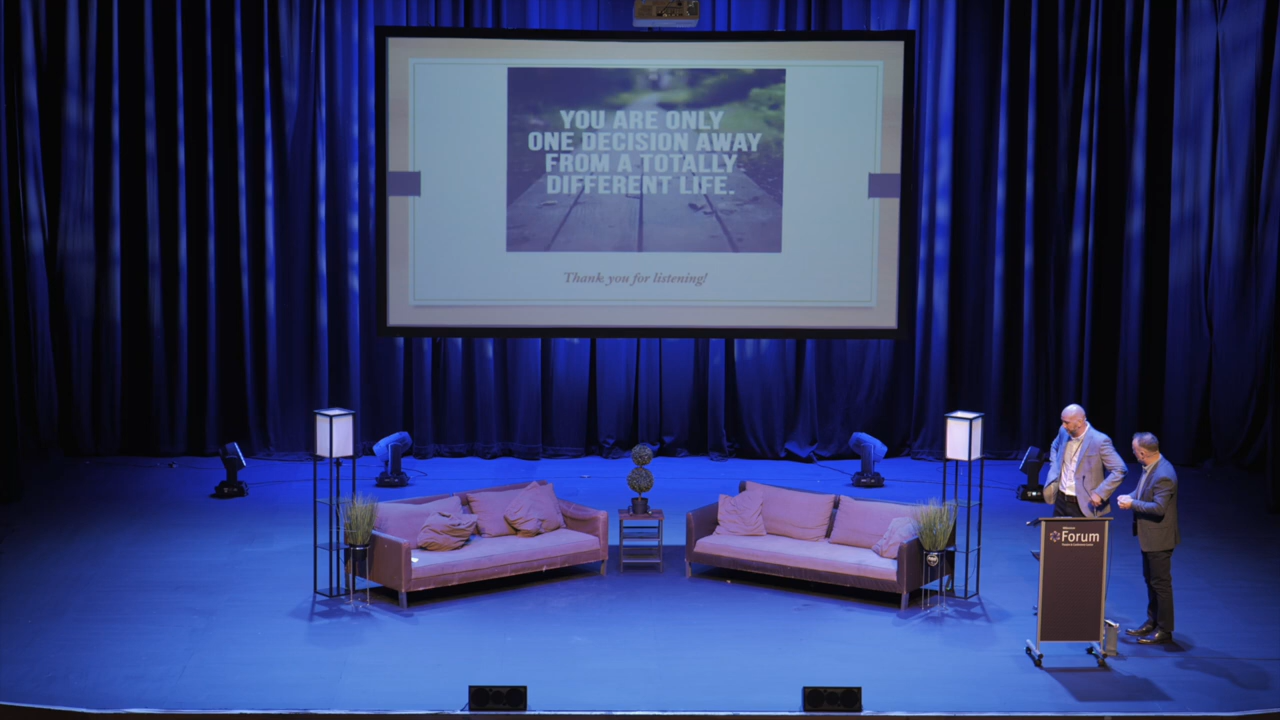 YOU ARE ONLY
ONE DECISION AWAY
FROM A TOTALLY
DIFFERENT LIFE.
Thank you for listening!
Forum